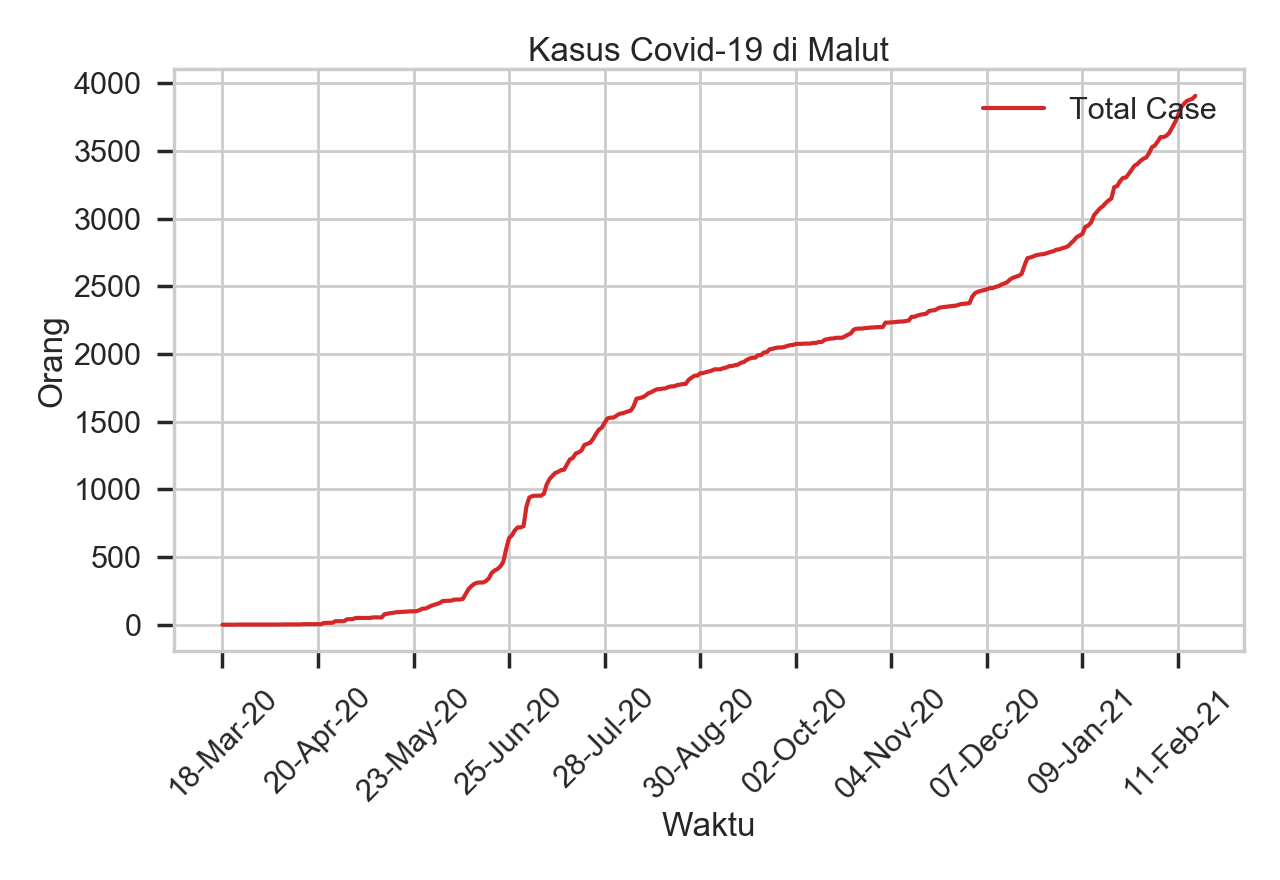 Kasus Covid-19 di Malut
Total Case
4000
3500
3000
2500
2000
1500
1000
500
0
Orang
18-Mar-20
20-Apr-20
23-May-20
25-Jun-20
28-Jul-20
30-Aug-20
02-Oct-20
04-Nov-20
07-Dec-20
09-Jan-21
11-Feb-21
Waktu